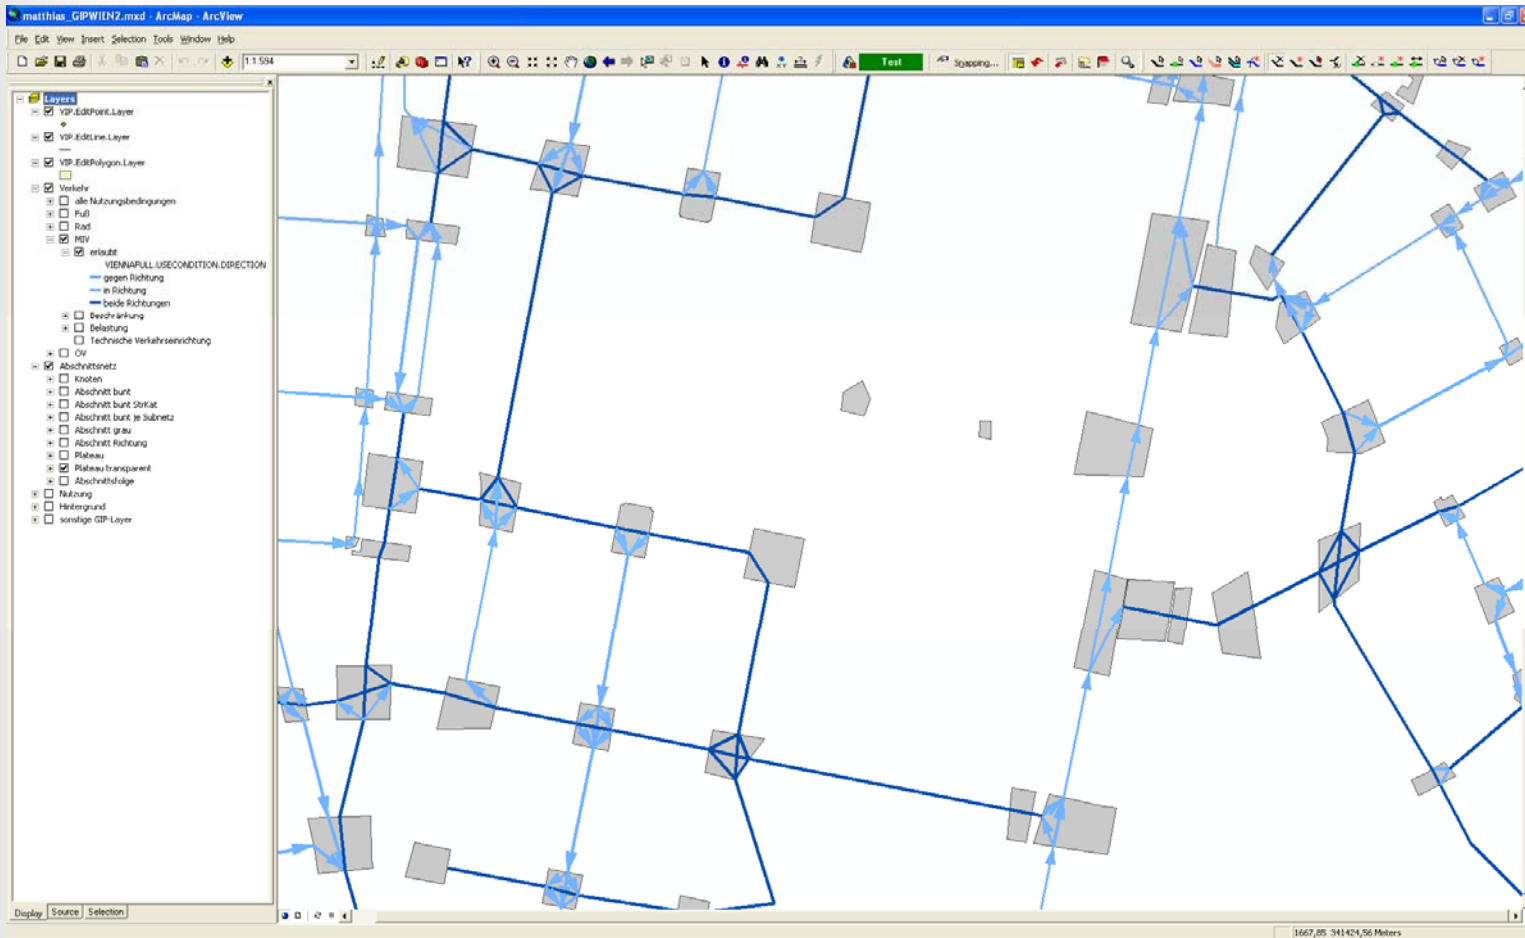 matthias_GIPWIEN2.mxd - ArcMap - ArcView
File Edit View Insert Selection Tools Window Help
1:1.594
Test
Snapping...
Layers
VIP.EditPoint.Layer
VIP.EditLine.Layer
VIP.EditPolygon.Layer
Verkehr
alle Nutzungsbedingungen
Fuß
Rad
MIV
erlaubt
VIENNAFULL.USECONDITION.DIRECTION
gegen Richtung
in Richtung
beide Richtungen
Beschränkung
Belastung
Technische Verkehrseinrichtung
ÖV
Abschnittsnetz
Knoten
Abschnitt bunt
Abschnitt bunt StrKat
Abschnitt bunt je Subnetz
Abschnitt grau
Abschnitt Richtung
Plateau
Plateau transparent
Abschnittsfolge
Nutzung
Hintergrund
sonstige GIP-Layer
Display Source Selection
1667,85 341424,56 Meters